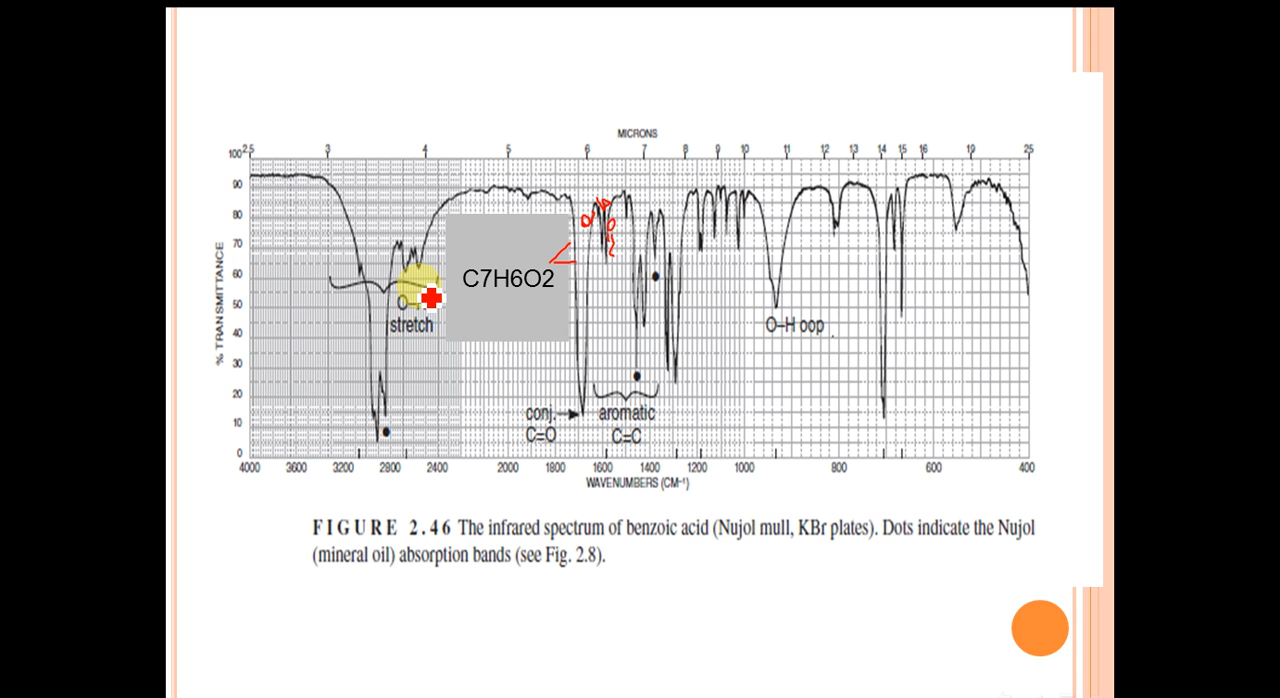 MICRONS
2.5 3 4 5 6 7 8 9 10 11 12 13 14 15 16 19 25
% TRANSMITTANCE
100
90
80
70
60
50
40
30
20
10
0
C7H6O2
stretch
O–H oop
conj. aromatic
C=O C=C
4000 3600 3200 2800 2400 2000 1800 1600 1400 1200 1000 800 600 400
WAVENUMBERS (CM⁻¹)
FIGURE 2.46 The infrared spectrum of benzoic acid (Nujol mull, KBr plates). Dots indicate the Nujol
(mineral oil) absorption bands (see Fig. 2.8).